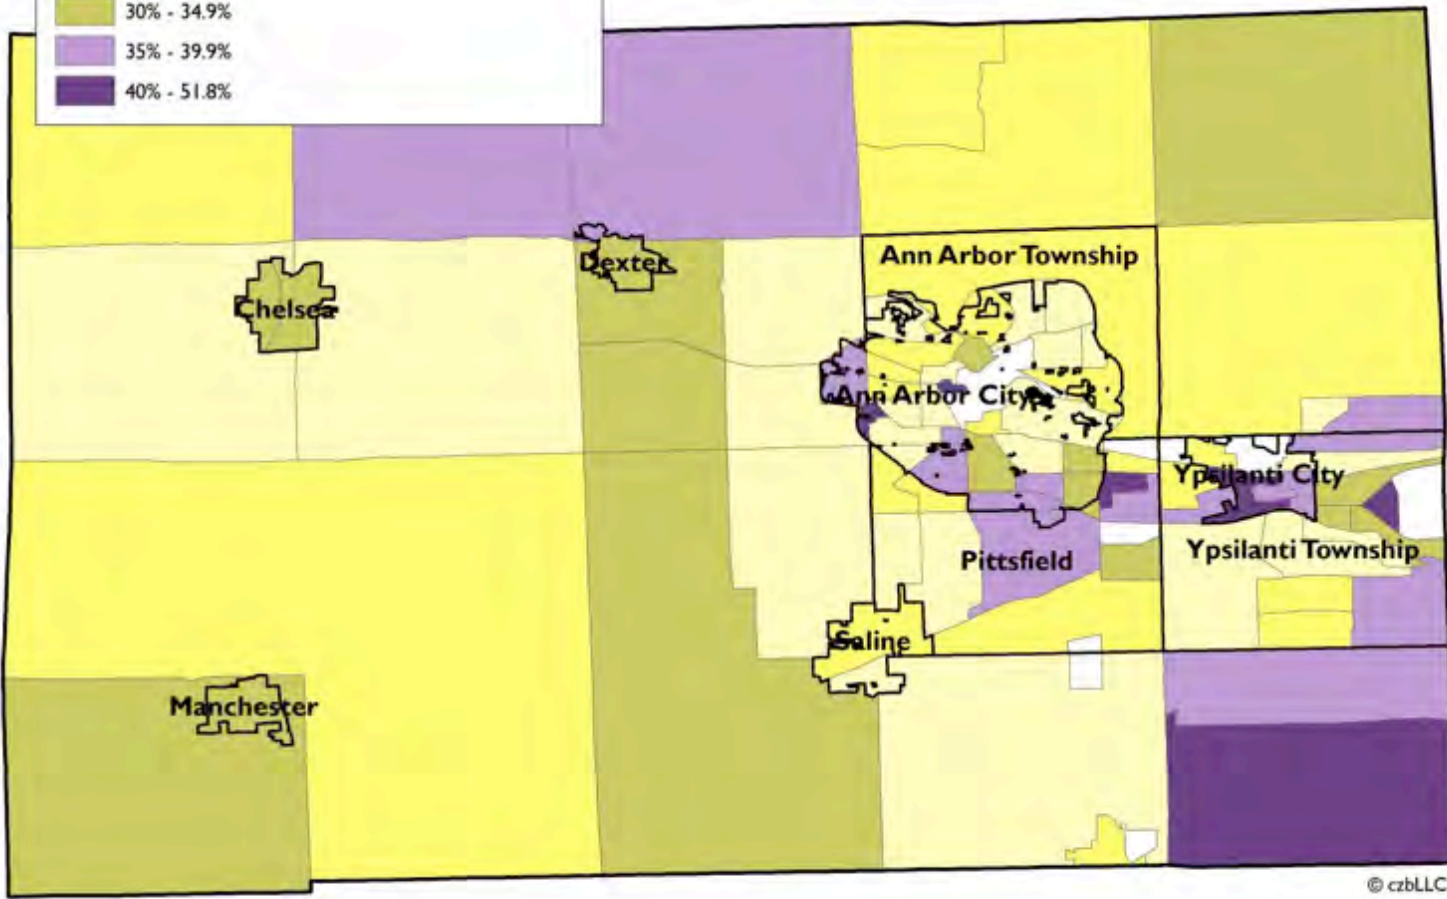 30% - 34.9%
35% - 39.9%
40% - 51.8%
Dexter
Ann Arbor Township
Chelsea
Ann Arbor City
Ypsilanti City
Pittsfield
Ypsilanti Township
Saline
Manchester
© czbLLC